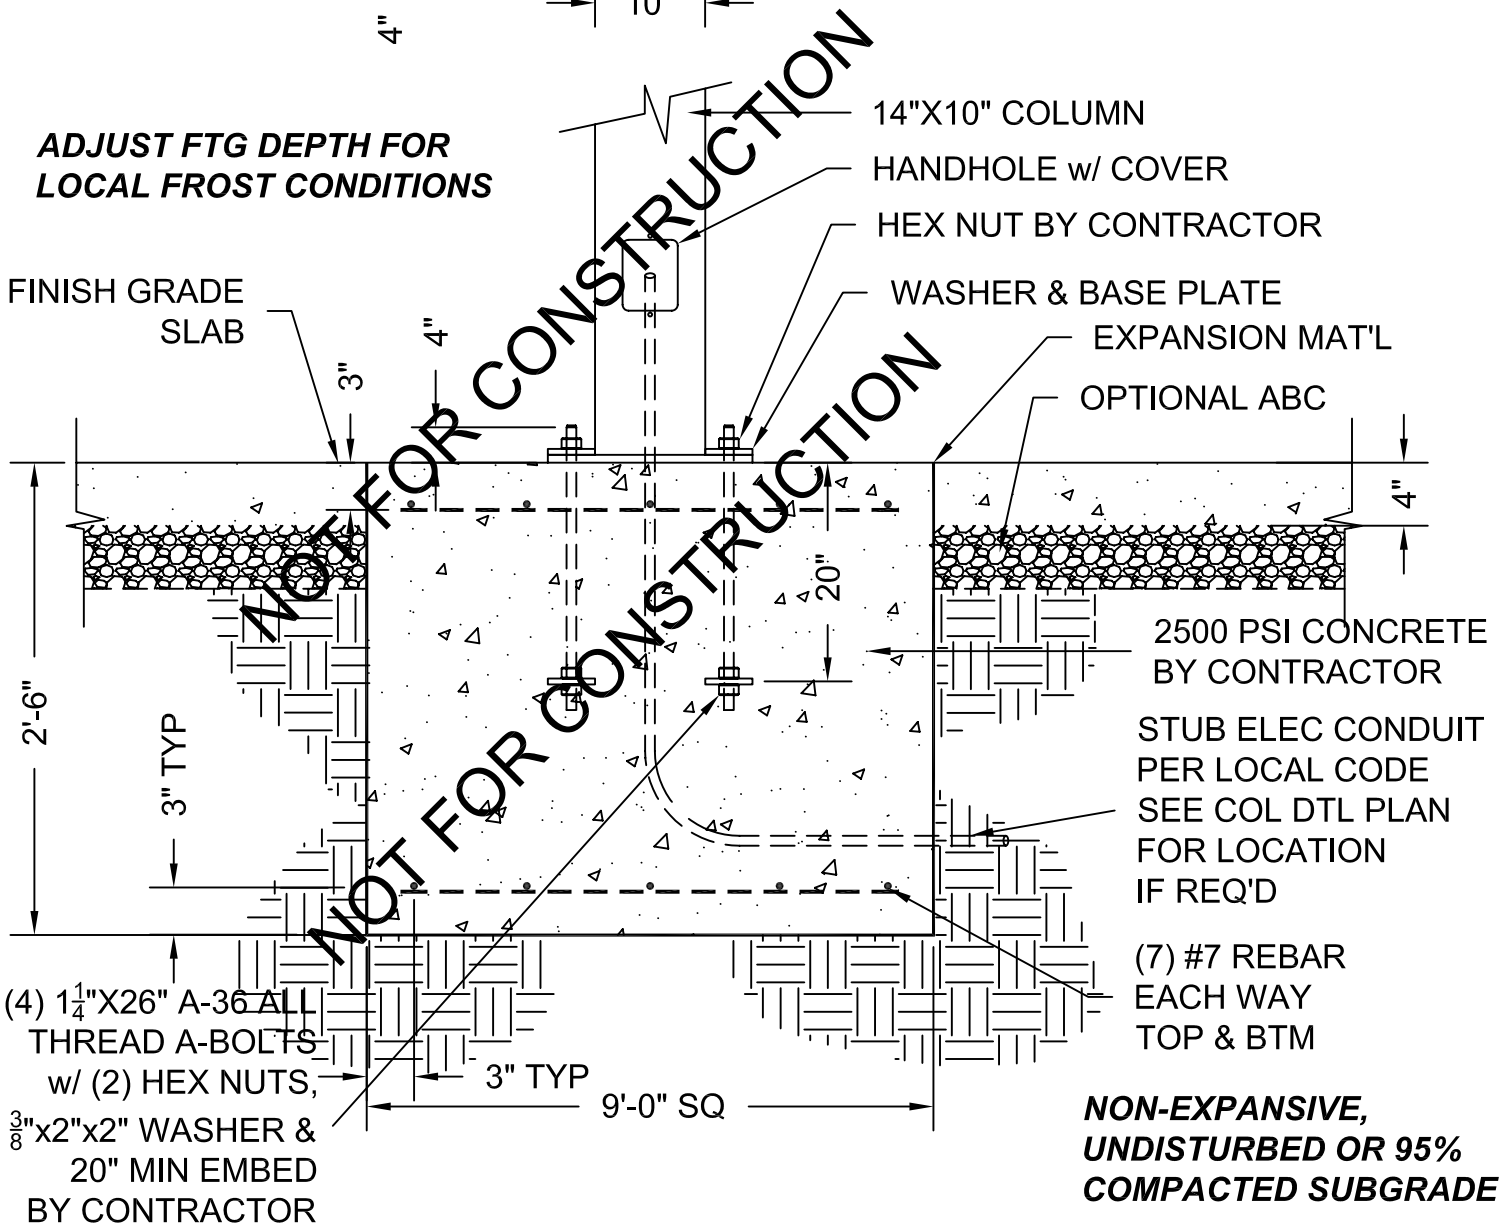 10"
4"
ADJUST FTG DEPTH FOR
LOCAL FROST CONDITIONS
14"X10" COLUMN
HANDHOLE w/ COVER
HEX NUT BY CONTRACTOR
WASHER & BASE PLATE
EXPANSION MAT'L
OPTIONAL ABC
FINISH GRADE
SLAB
4"
3"
4"
20"
2'-6"
3" TYP
2500 PSI CONCRETE
BY CONTRACTOR
STUB ELEC CONDUIT
PER LOCAL CODE
SEE COL DTL PLAN
FOR LOCATION
IF REQ'D
(7) #7 REBAR
EACH WAY
TOP & BTM
(4) 1 1/4"X26" A-36 ALL
THREAD A-BOLTS
w/ (2) HEX NUTS,
3/8"x2"x2" WASHER &
20" MIN EMBED
BY CONTRACTOR
3" TYP
9'-0" SQ
NON-EXPANSIVE,
UNDISTURBED OR 95%
COMPACTED SUBGRADE
NOT FOR CONSTRUCTION
NOT FOR CONSTRUCTION